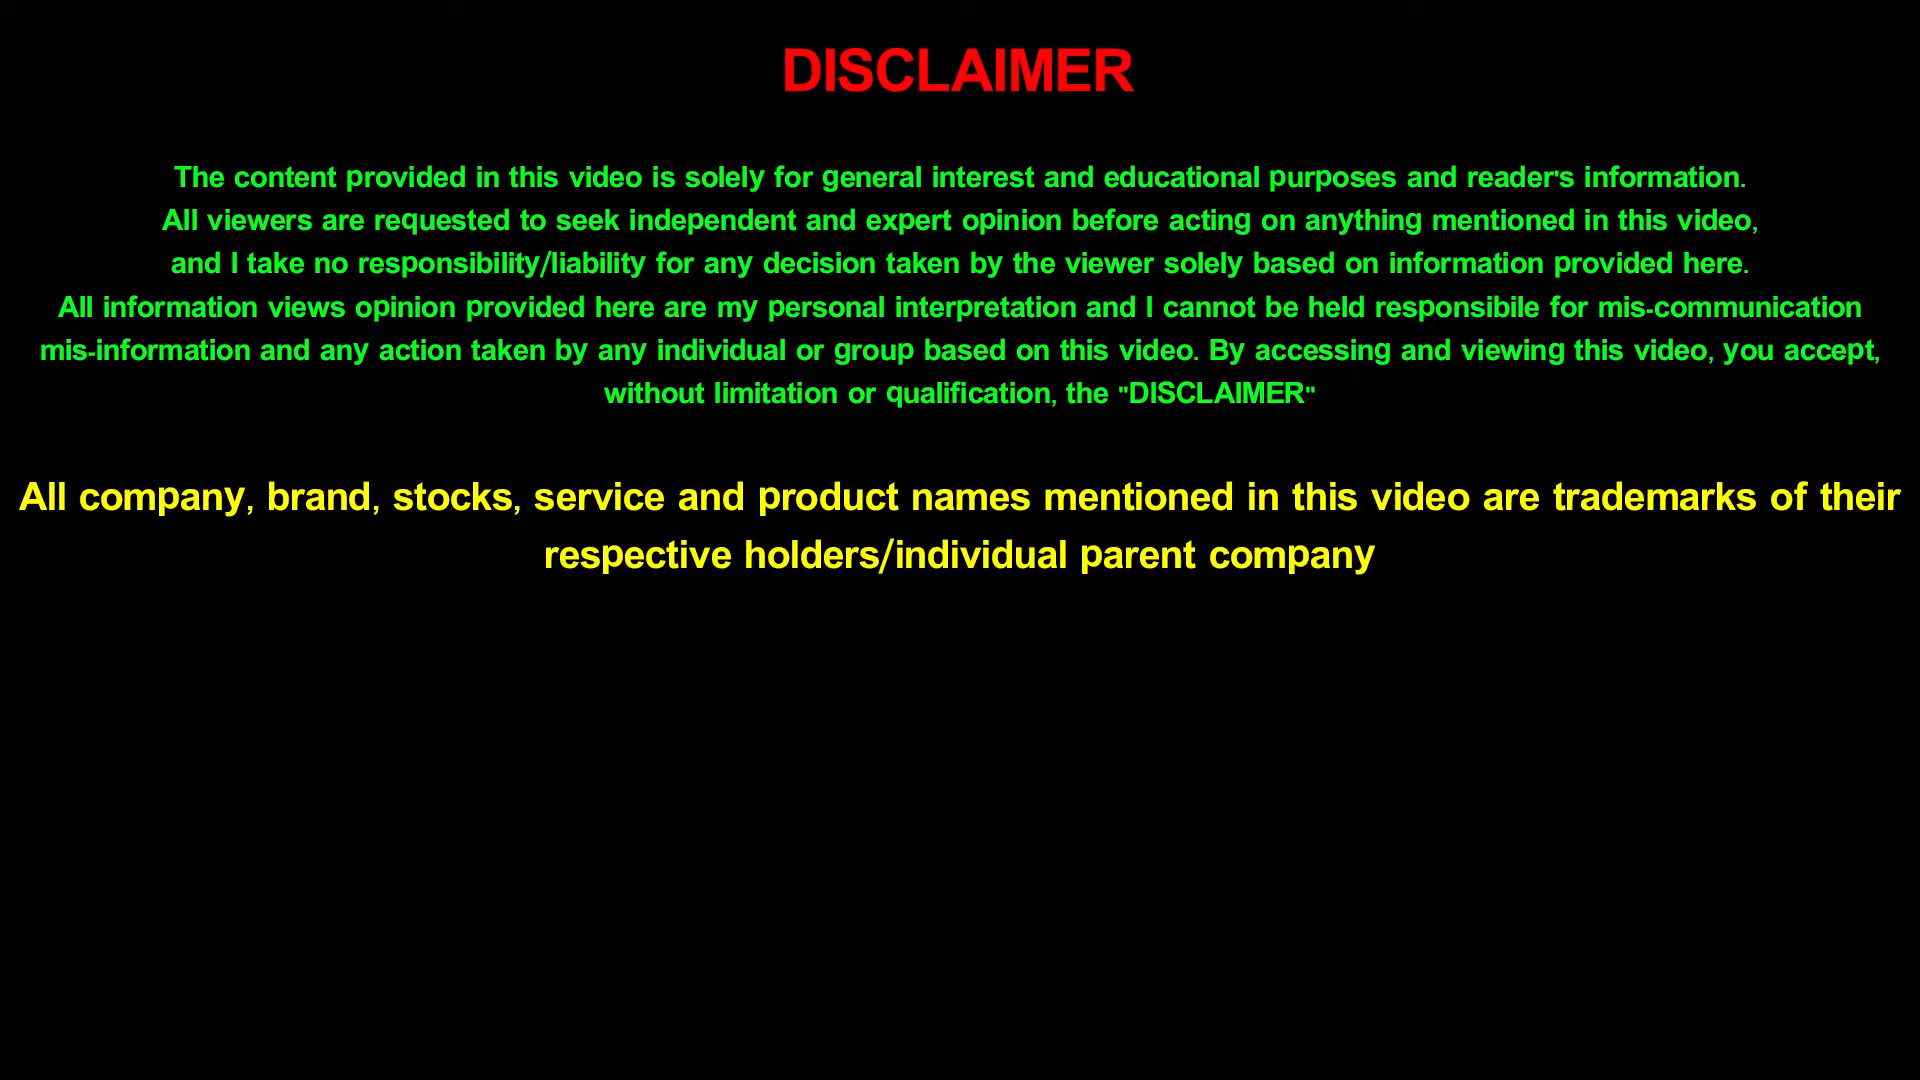 DISCLAIMER
The content provided in this video is solely for general interest and educational purposes and reader's information.
All viewers are requested to seek independent and expert opinion before acting on anything mentioned in this video,
and I take no responsibility/liability for any decision taken by the viewer solely based on information provided here.
All information views opinion provided here are my personal interpretation and I cannot be held responsibile for mis-communication
mis-information and any action taken by any individual or group based on this video. By accessing and viewing this video, you accept,
without limitation or qualification, the "DISCLAIMER"
All company, brand, stocks, service and product names mentioned in this video are trademarks of their
respective holders/individual parent company